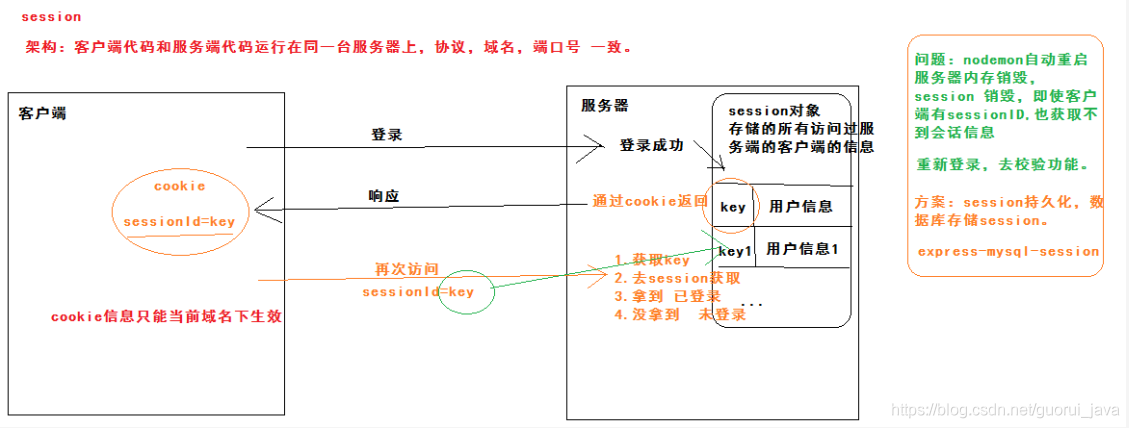 session
架构：客户端代码和服务端代码运行在同一台服务器上，协议，域名，端口号 一致。
客户端
cookie
sessionId=key
cookie信息只能当前域名下生效
登录
响应
再次访问
sessionId=key
服务器
登录成功
通过cookie返回
1.获取key
2.去session获取
3.拿到 已登录
4.没拿到 未登录
session对象
存储的所有访问过服
务端的客户端的信息
key 用户信息
key1 用户信息1
...
问题：nodemon自动重启
服务器内存销毁，
session 销毁，即使客户
端有sessionID.也获取不
到会话信息
重新登录，去校验功能。
方案：session持久化，数
据库存储session。
express-mysql-session
https://blog.csdn.net/guorui_java